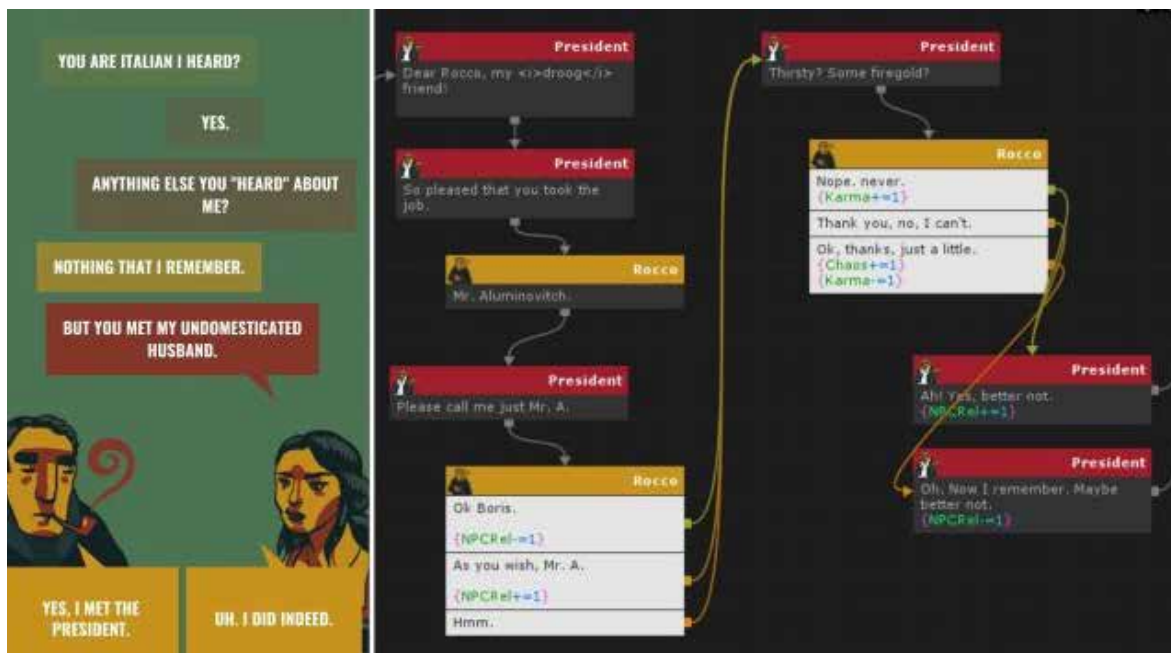 YOU ARE ITALIAN I HEARD?
YES.
ANYTHING ELSE YOU "HEARD" ABOUT
ME?
NOTHING THAT I REMEMBER.
BUT YOU MET MY UNDOMESTICATED
HUSBAND.
YES, I MET THE
PRESIDENT.
UH. I DID INDEED.
President
Dear Rocco, my <i>droog</i>
friend!
President
So pleased that you took the
job.
Rocco
Mr. Aluminovitch.
President
Please call me just Mr. A.
Rocco
Ok Boris.
{NPCRel-=1}
As you wish, Mr. A.
{NPCRel+=1}
Hmm.
President
Thirsty? Some firegold?
Rocco
Nope. never.
{Karma+=1}
Thank you, no, I can't.
Ok, thanks, just a little.
{Chaos+=1}
{Karma-=1}
President
Ah! Yes, better not.
{NPCRel+=1}
President
Oh. Now I remember. Maybe
better not.
{NPCRel-=1}